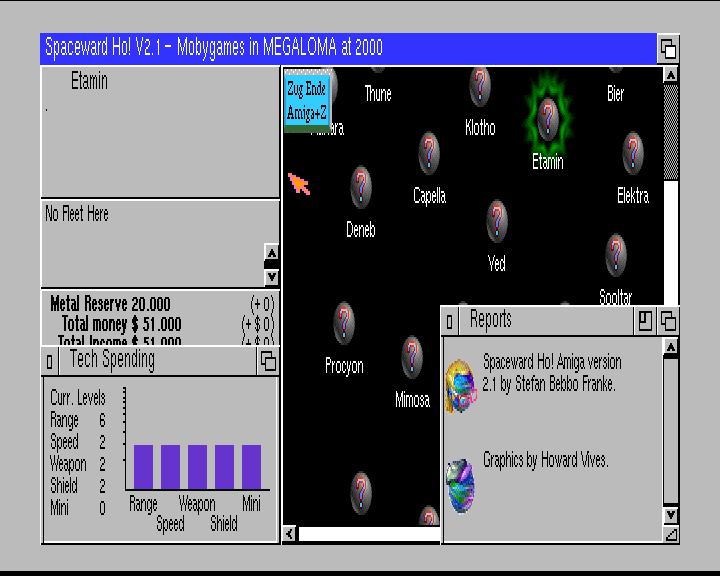 Spaceward Ho! V2.1 – Mobygames in MEGALOMA at 2000
Etamin
.
No Fleet Here
Metal Reserve 20.000 (+ 0)
Total money $ 51.000 (+ $ 0)
Total Income $ 51.000 (+ $ 0)
Tech Spending
Curr. Levels
Range 6
Speed 2
Weapon 2
Shield 2
Mini 0
Range Weapon Mini
Speed Shield
Zug Ende
Amiga+Z
Thune
Klotho
Etamin
Bier
Capella
Elektra
Deneb
Yed
Sooltar
Procyon
Mimosa
Reports
Spaceward Ho! Amiga version
2.1 by Stefan Bebbo Franke.
Graphics by Howard Vives.